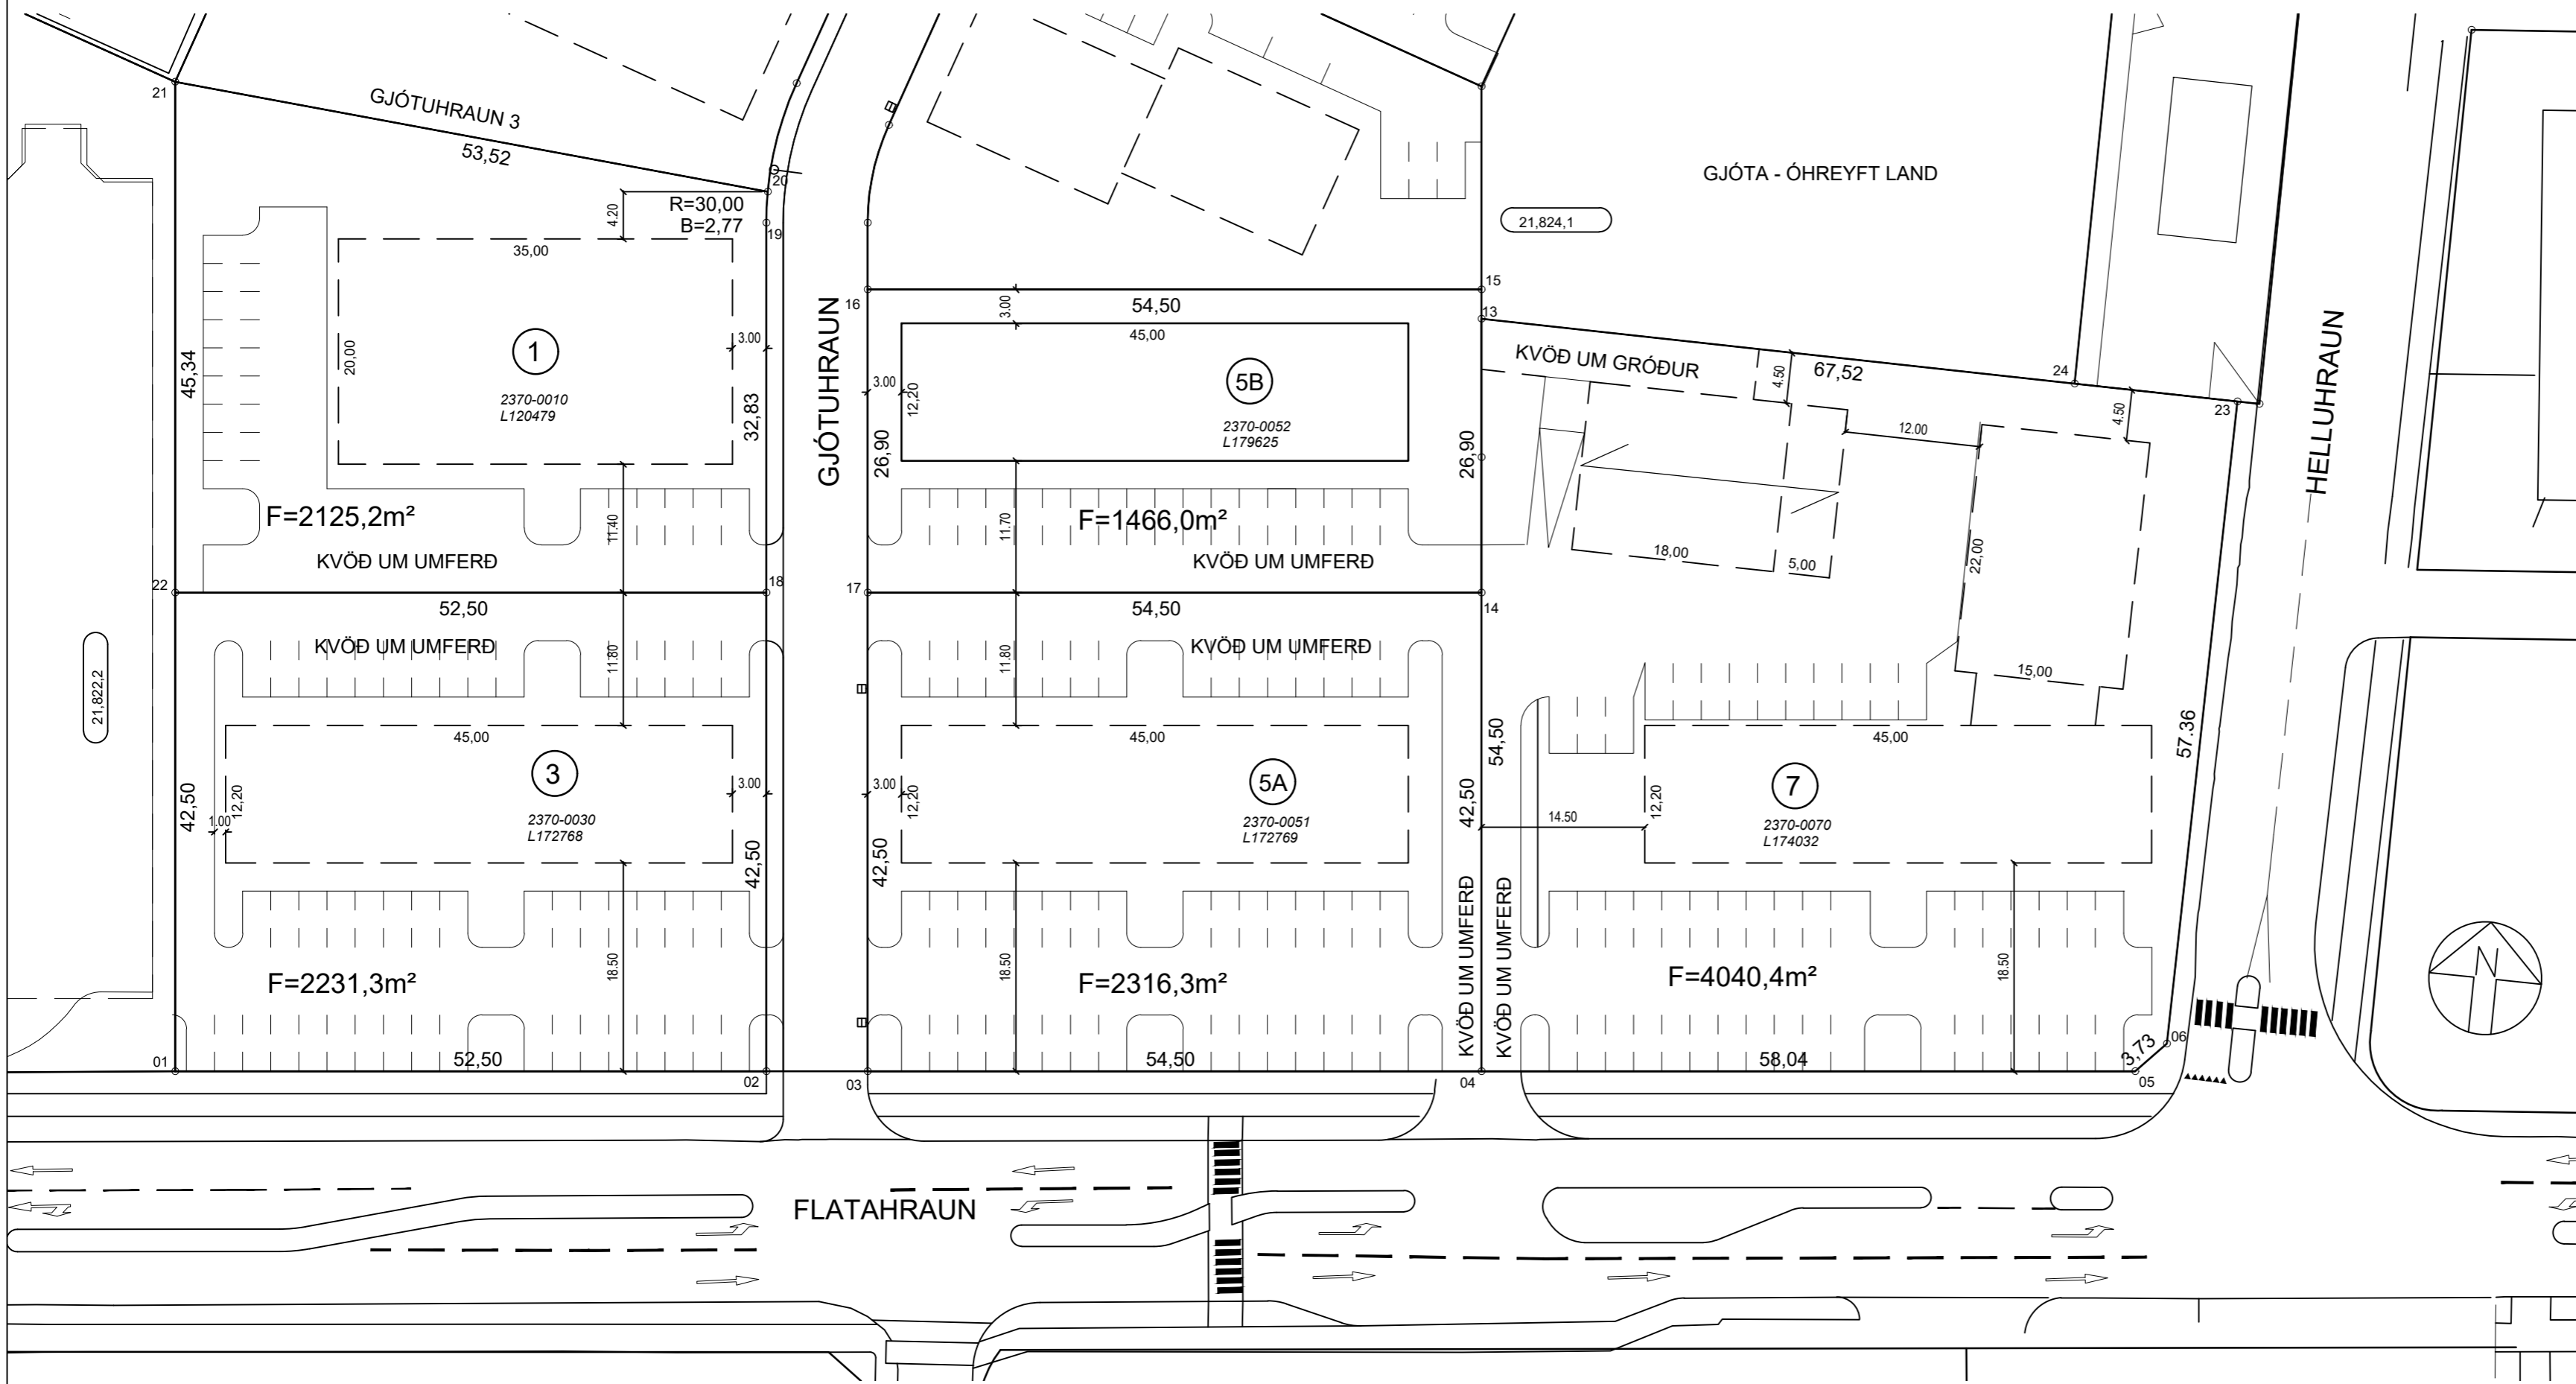 21
GJÓTUHRAUN 3
53,52
20
R=30,00
B=2,77
19
4.20
35,00
20,00
1
2370-0010
L120479
3.00
32,83
45,34
F=2125,2m²
11.40
KVÖÐ UM UMFERÐ
22
18
52,50
KVÖÐ UM UMFERÐ
11.80
21,822,2
45,00
3
2370-0030
L172768
3.00
12,20
1.00
42,50
42,50
F=2231,3m²
18.50
01
52,50
02
GJÓTUHRAUN
16
15
54,50
3.00
45,00
5B
2370-0052
L179625
3.00
12,20
26,90
26,90
F=1466,0m²
11.70
KVÖÐ UM UMFERÐ
17
14
54,50
KVÖÐ UM UMFERÐ
11.80
45,00
5A
2370-0051
L172769
3.00
12,20
42,50
42,50
F=2316,3m²
18.50
KVÖÐ UM UMFERÐ
03
54,50
04
GJÓTA - ÓHREYFT LAND
21,824,1
13
KVÖÐ UM GRÓÐUR
4.50
67,52
24
23
4.50
12.00
18,00
5,00
22,00
15,00
54,50
45,00
7
2370-0070
L174032
12,20
14.50
57.36
F=4040,4m²
18.50
KVÖÐ UM UMFERÐ
58,04
3,73
06
05
HELLUHRAUN
N
FLATAHRAUN